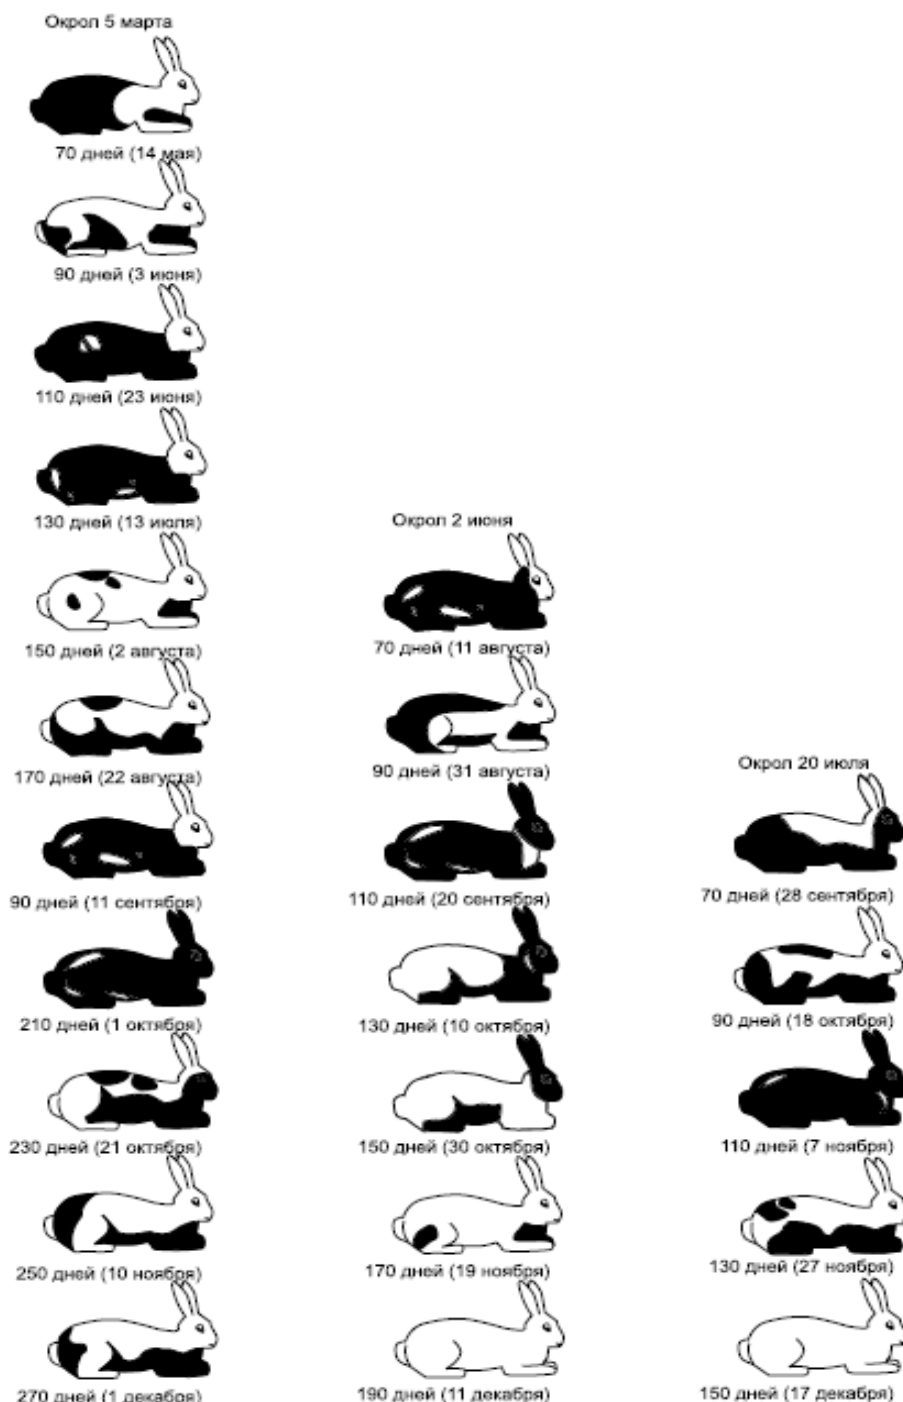 Окрол 5 марта
70 дней (14 мая)
90 дней (3 июня)
110 дней (23 июня)
130 дней (13 июля)
150 дней (2 августа)
170 дней (22 августа)
90 дней (11 сентября)
210 дней (1 октября)
230 дней (21 октября)
250 дней (10 ноября)
270 дней (1 декабря)
Окрол 2 июня
70 дней (11 августа)
90 дней (31 августа)
110 дней (20 сентября)
130 дней (10 октября)
150 дней (30 октября)
170 дней (19 ноября)
190 дней (11 декабря)
Окрол 20 июля
70 дней (28 сентября)
90 дней (18 октября)
110 дней (7 ноября)
130 дней (27 ноября)
150 дней (17 декабря)